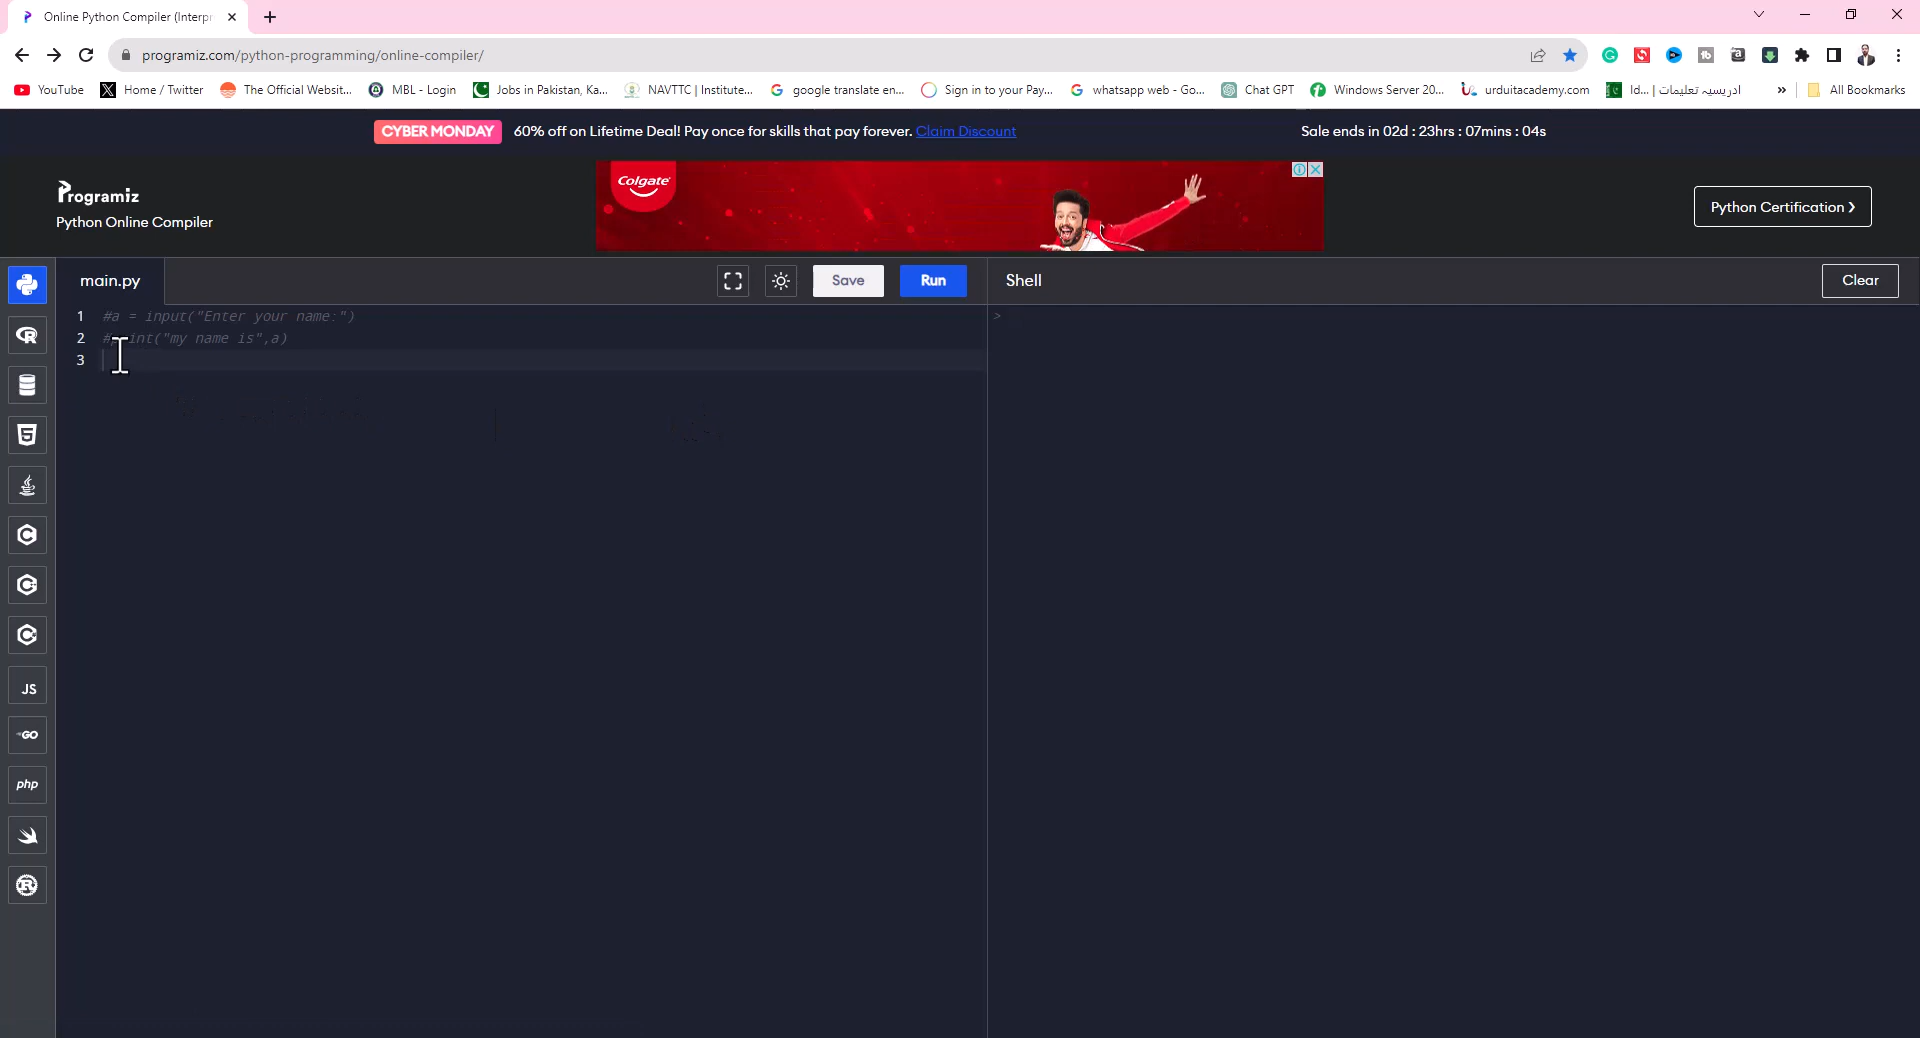 Online Python Compiler (Interpr
programiz.com/python-programming/online-compiler/
YouTube
Home / Twitter
The Official Websit...
MBL - Login
Jobs in Pakistan, Ka...
NAVTTC | Institute...
google translate en...
Sign in to your Pay...
whatsapp web - Go...
Chat GPT
Windows Server 20...
urduitacademy.com
Id... | ادریسیہ تعلیمات
»
All Bookmarks
CYBER MONDAY 60% off on Lifetime Deal! Pay once for skills that pay forever. Claim Discount
Sale ends in 02d : 23hrs : 07mins : 04s
Programiz
Python Online Compiler
Colgate
Python Certification ›
main.py
Save
Run
Shell
Clear
1 #a = input("Enter your name:")
2 #print("my name is",a)
3
>
JS
GO
php